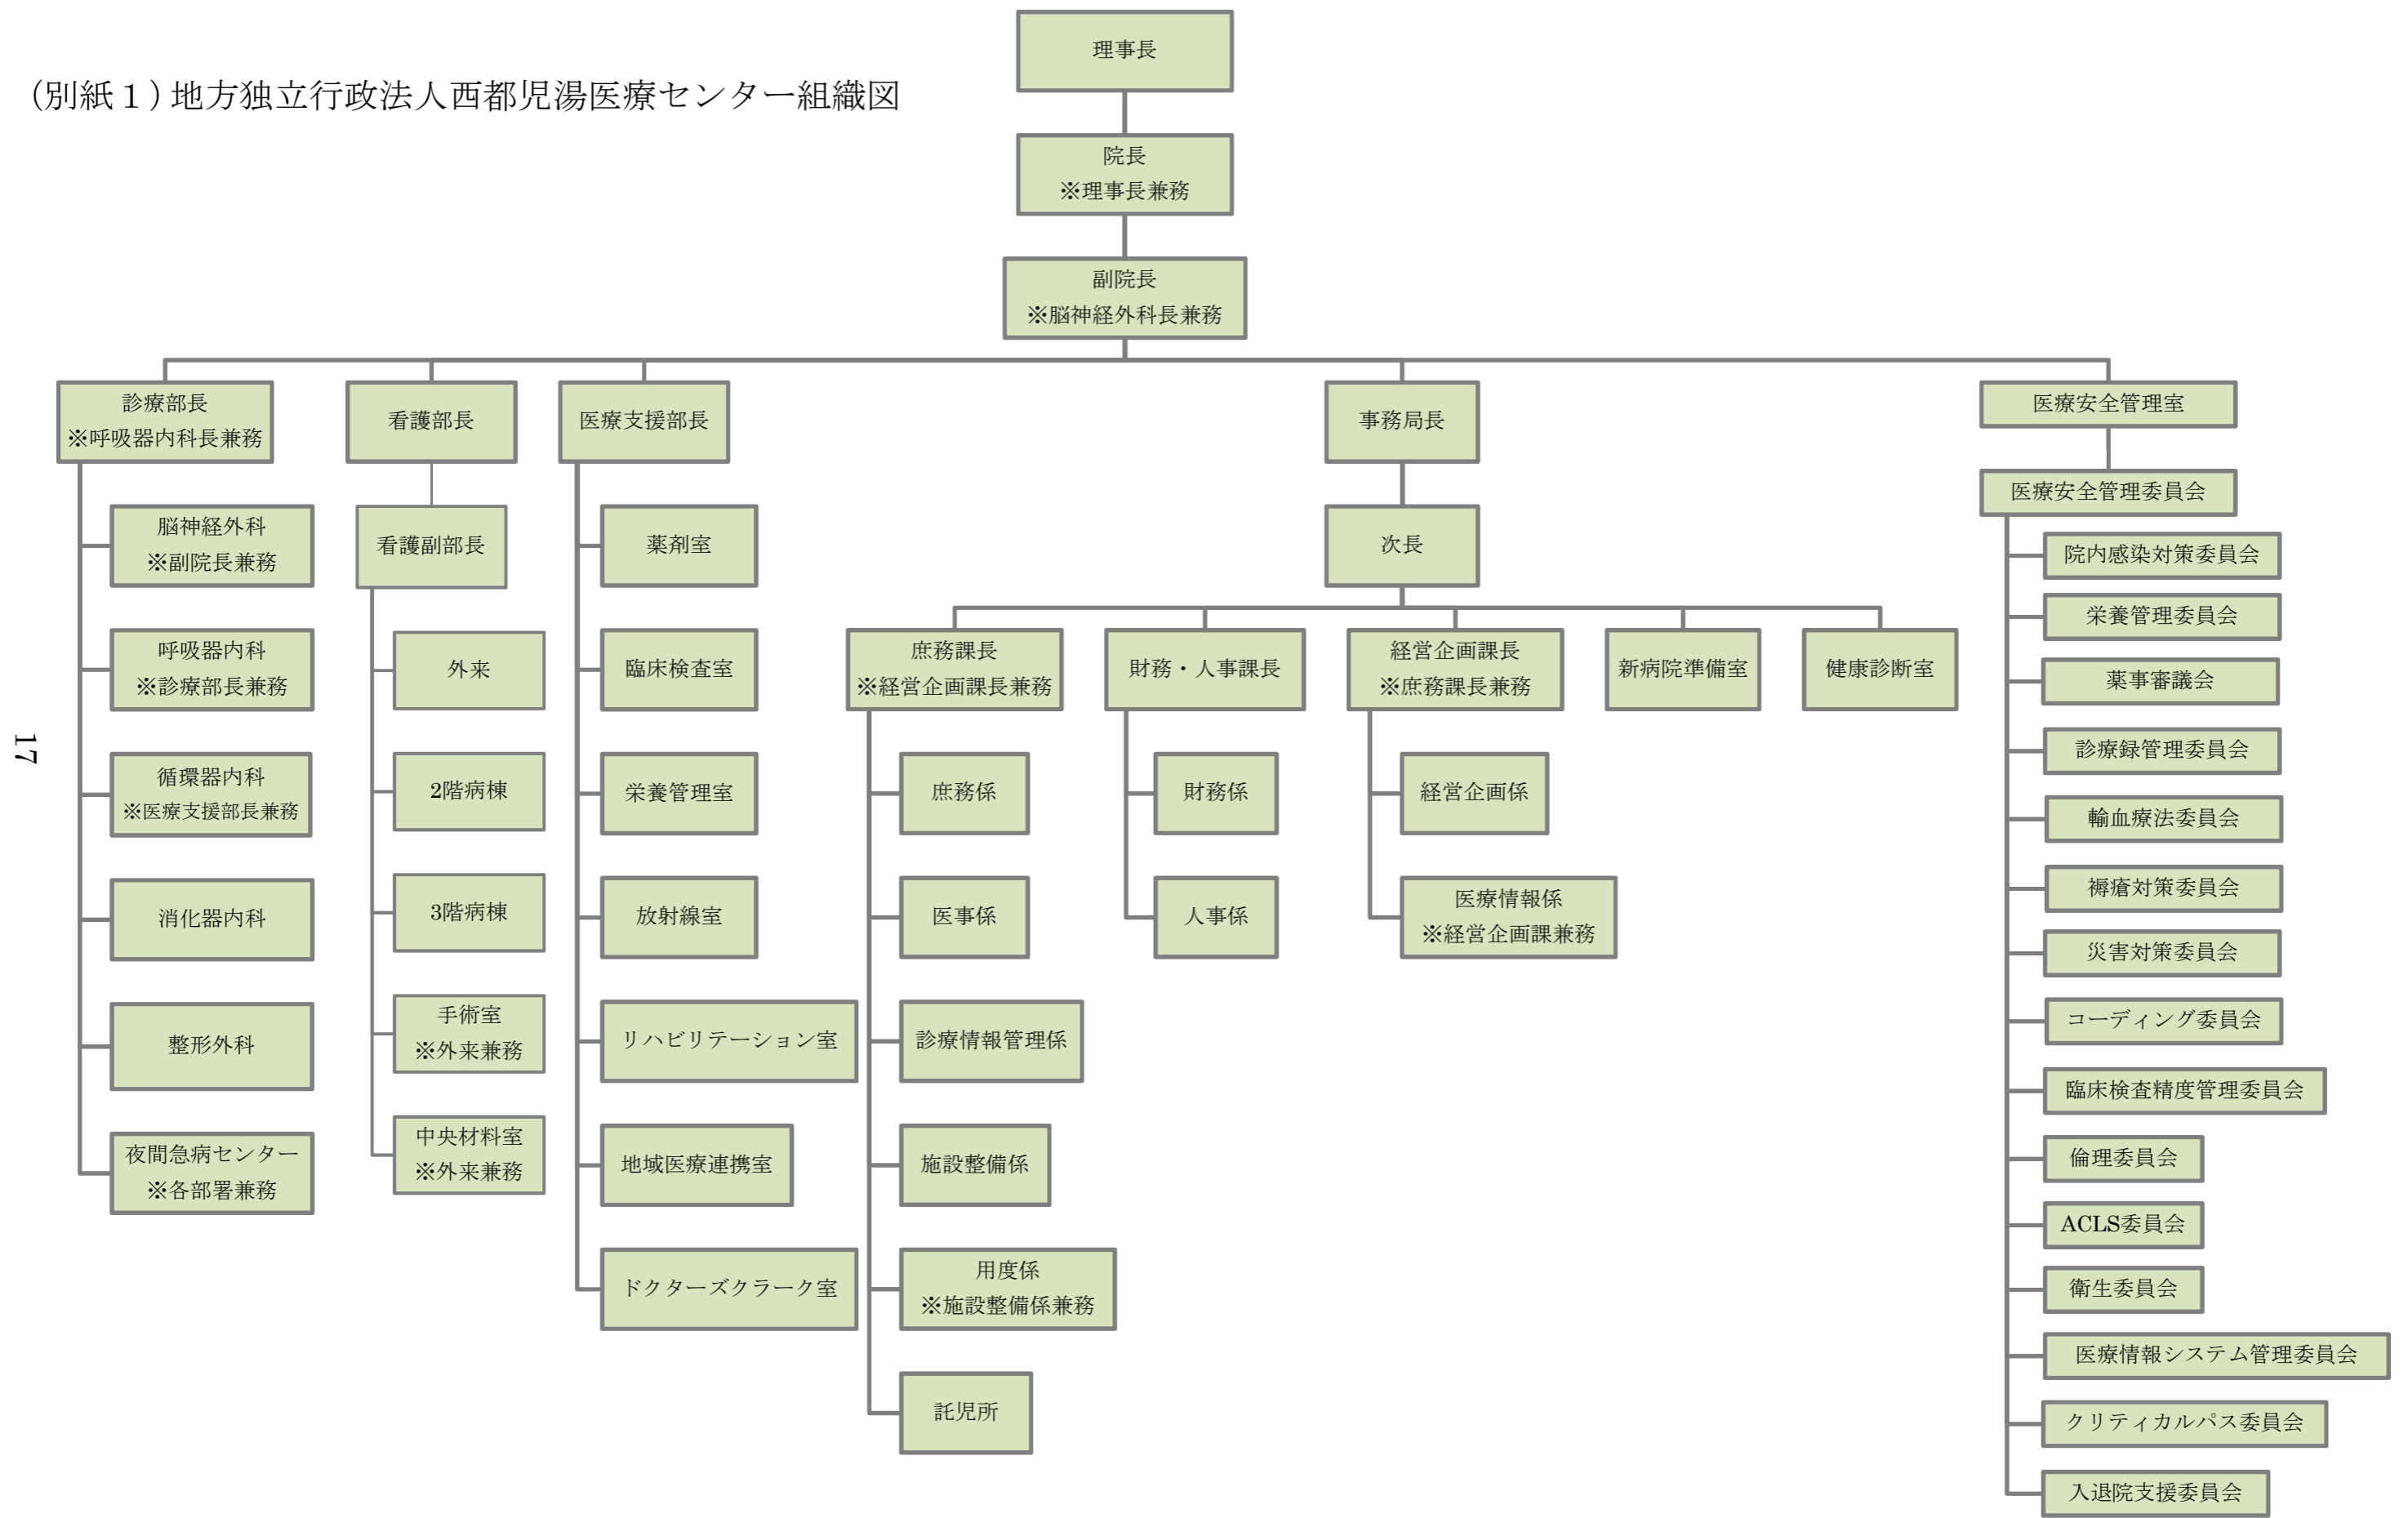 (別紙１)地方独立行政法人西都児湯医療センター組織図
理事長
院長
※理事長兼務
副院長
※脳神経外科長兼務
診療部長
※呼吸器内科長兼務
脳神経外科
※副院長兼務
呼吸器内科
※診療部長兼務
循環器内科
※医療支援部長兼務
消化器内科
整形外科
夜間急病センター
※各部署兼務
看護部長
看護副部長
外来
2階病棟
3階病棟
手術室
※外来兼務
中央材料室
※外来兼務
医療支援部長
薬剤室
臨床検査室
栄養管理室
放射線室
リハビリテーション室
地域医療連携室
ドクターズクラーク室
事務局長
次長
庶務課長
※経営企画課長兼務
庶務係
医事係
診療情報管理係
施設整備係
用度係
※施設整備係兼務
託児所
財務・人事課長
財務係
人事係
経営企画課長
※庶務課長兼務
経営企画係
医療情報係
※経営企画課兼務
新病院準備室
健康診断室
医療安全管理室
医療安全管理委員会
院内感染対策委員会
栄養管理委員会
薬事審議会
診療録管理委員会
輸血療法委員会
褥瘡対策委員会
災害対策委員会
コーディング委員会
臨床検査精度管理委員会
倫理委員会
ACLS委員会
衛生委員会
医療情報システム管理委員会
クリティカルパス委員会
入退院支援委員会
17